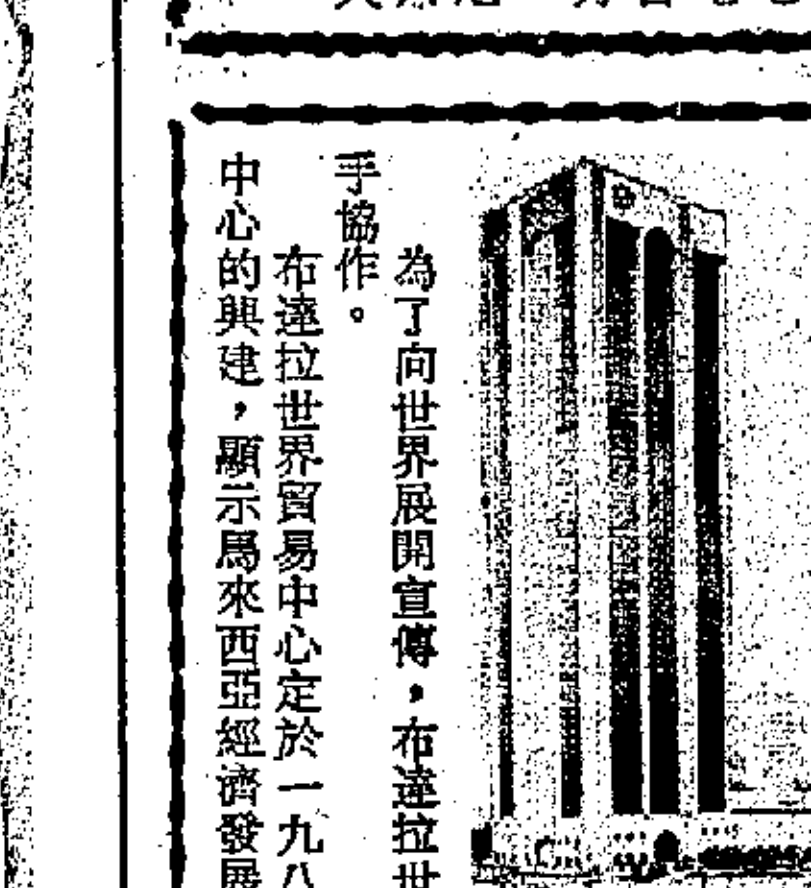 為了向世界展開宣傳，布達拉世
手協作。
布達拉世界貿易中心定於一九八
中心的興建，顯示馬來西亞經濟發展